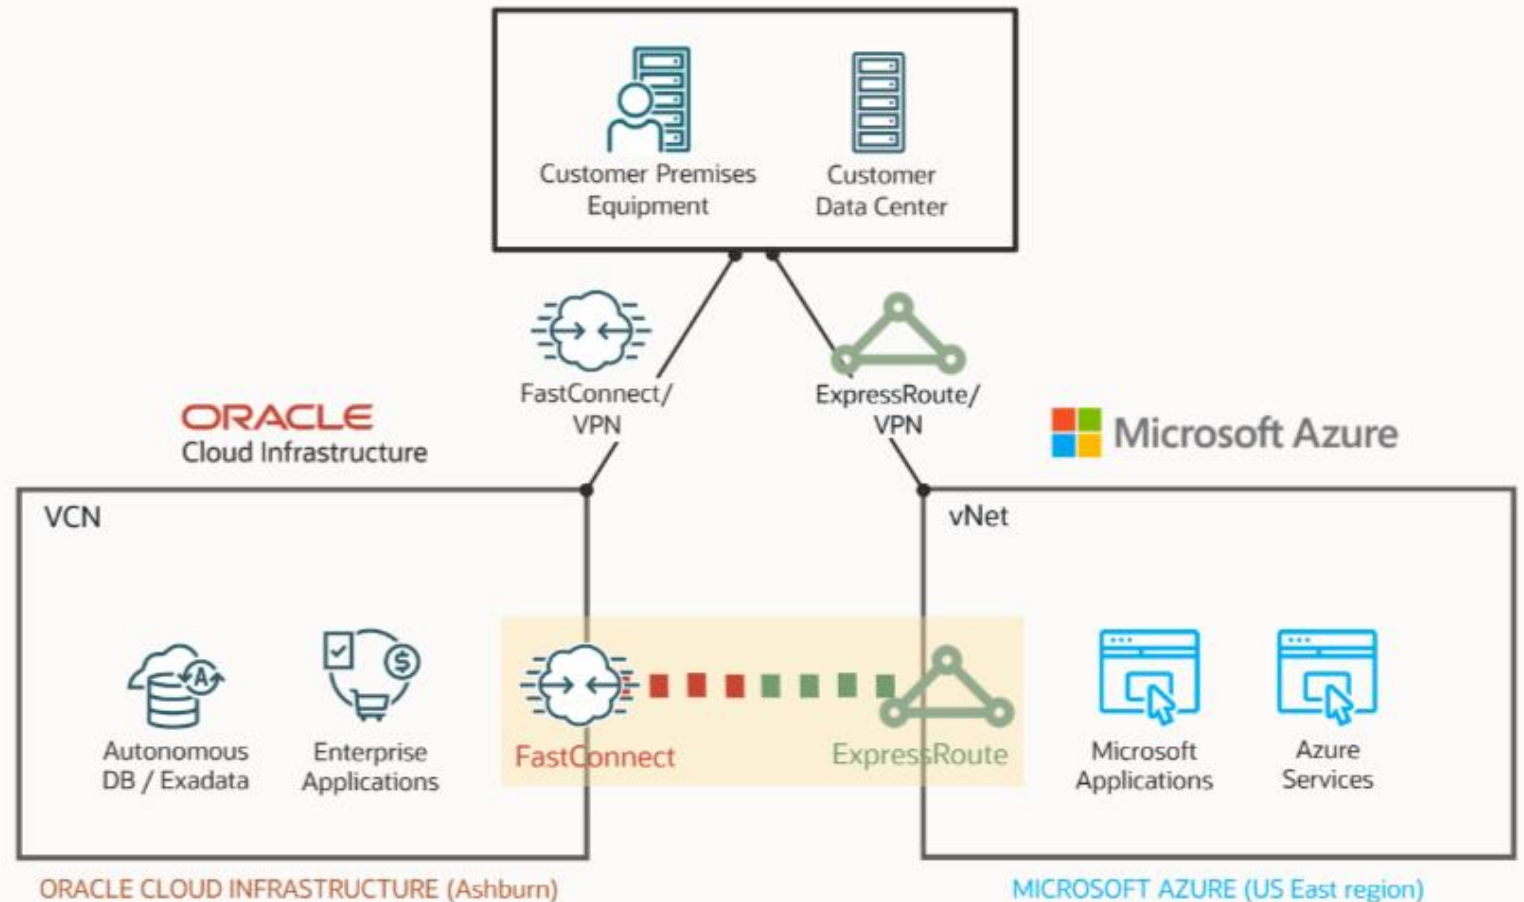 Customer Premises
Equipment
Customer
Data Center
FastConnect/
VPN
ExpressRoute/
VPN
ORACLE
Cloud Infrastructure
Microsoft Azure
VCN
vNet
Autonomous
DB / Exadata
Enterprise
Applications
FastConnect
ExpressRoute
Microsoft
Applications
Azure
Services
ORACLE CLOUD INFRASTRUCTURE (Ashburn)
MICROSOFT AZURE (US East region)